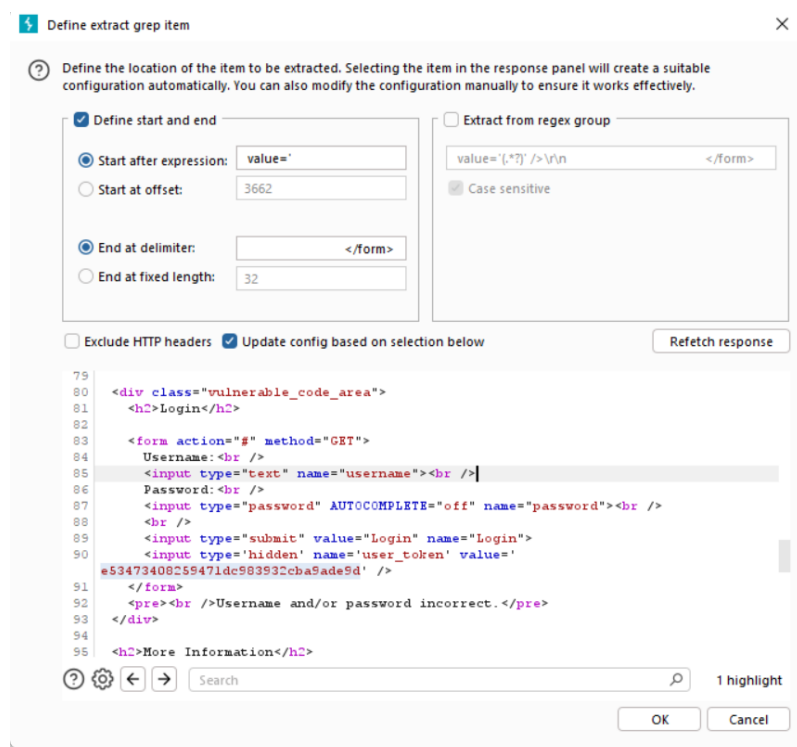 Define extract grep item
Define the location of the item to be extracted. Selecting the item in the response panel will create a suitable
configuration automatically. You can also modify the configuration manually to ensure it works effectively.
Define start and end
Start after expression: value='
Start at offset: 3662
End at delimiter: </form>
End at fixed length: 32
Extract from regex group
value='(.*?)' />\r\n </form>
Case sensitive
Exclude HTTP headers Update config based on selection below Refetch response
79
80 <div class="vulnerable_code_area">
81 <h2>Login</h2>
82
83 <form action="#" method="GET">
84 Username:<br />
85 <input type="text" name="username"><br />
86 Password:<br />
87 <input type="password" AUTOCOMPLETE="off" name="password"><br />
88 <br />
89 <input type="submit" value="Login" name="Login">
90 <input type='hidden' name='user_token' value='
e53473408259471dc983932cba9ade9d' />
91 </form>
92 <pre><br />Username and/or password incorrect.</pre>
93 </div>
94
95 <h2>More Information</h2>
Search 1 highlight
OK Cancel